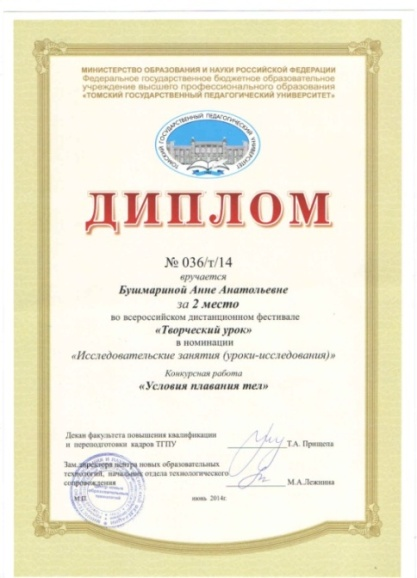 МИНИСТЕРСТВО ОБРАЗОВАНИЯ И НАУКИ РОССИЙСКОЙ ФЕДЕРАЦИИ
Федеральное государственное бюджетное образовательное
учреждение высшего профессионального образования
«ТОМСКИЙ ГОСУДАРСТВЕННЫЙ ПЕДАГОГИЧЕСКИЙ УНИВЕРСИТЕТ»
ТОМСКИЙ ГОСУДАРСТВЕННЫЙ ПЕДАГОГИЧЕСКИЙ УНИВЕРСИТЕТ
ДИПЛОМ
№ 036/т/14
вручается
Бушмариной Анне Анатольевне
за 2 место
во всероссийском дистанционном фестивале
«Творческий урок»
в номинации
«Исследовательские занятия (уроки-исследования)»
Конкурсная работа
«Условия плавания тел»
Декан факультета повышения квалификации
и переподготовки кадров ТГПУ
Т.А. Прищепа
Зам. директора центра новых образовательных
технологий, начальник отдела технологического
сопровождения
М.А.Лежнина
М.П.
июнь 2014г.